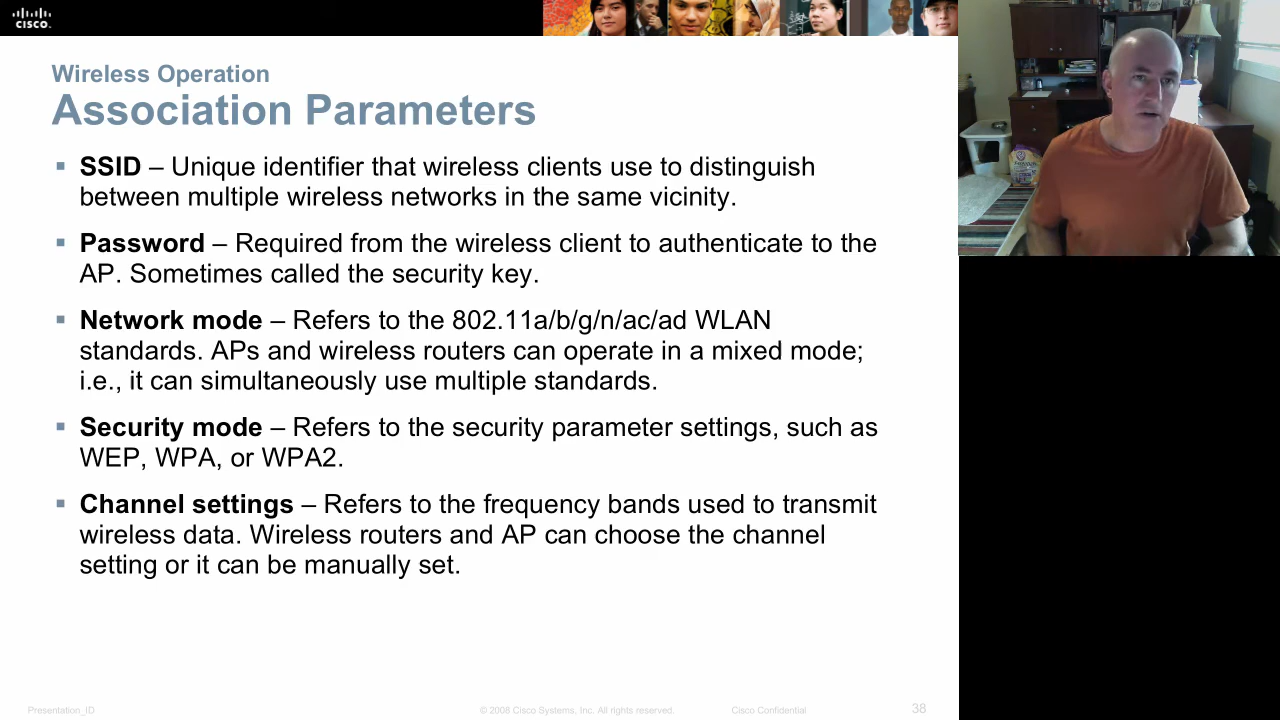 CISCO.
Wireless Operation
Association Parameters
▪ SSID – Unique identifier that wireless clients use to distinguish
between multiple wireless networks in the same vicinity.
▪ Password – Required from the wireless client to authenticate to the
AP. Sometimes called the security key.
▪ Network mode – Refers to the 802.11a/b/g/n/ac/ad WLAN
standards. APs and wireless routers can operate in a mixed mode;
i.e., it can simultaneously use multiple standards.
▪ Security mode – Refers to the security parameter settings, such as
WEP, WPA, or WPA2.
▪ Channel settings – Refers to the frequency bands used to transmit
wireless data. Wireless routers and AP can choose the channel
setting or it can be manually set.
Presentation_ID
© 2008 Cisco Systems, Inc. All rights reserved.
Cisco Confidential
38